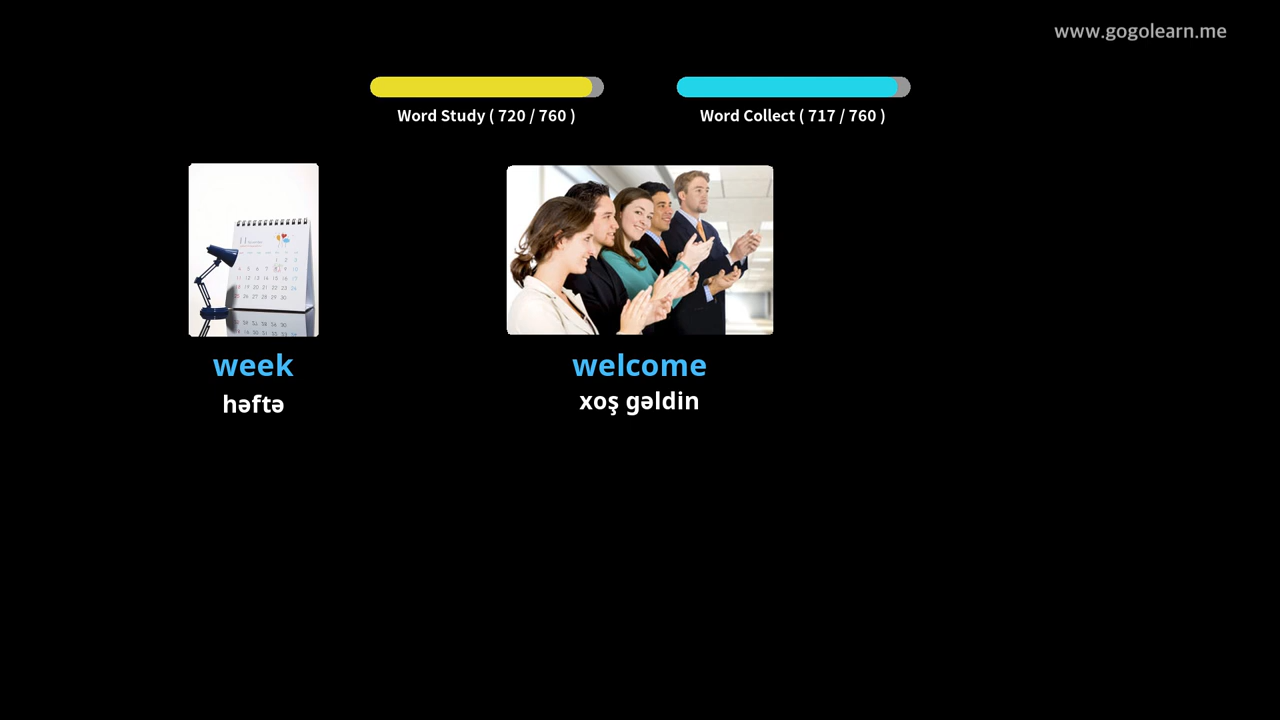 www.gogolearn.me
Word Study ( 720 / 760 )
Word Collect ( 717 / 760 )
week
həftə
welcome
xoş gəldin